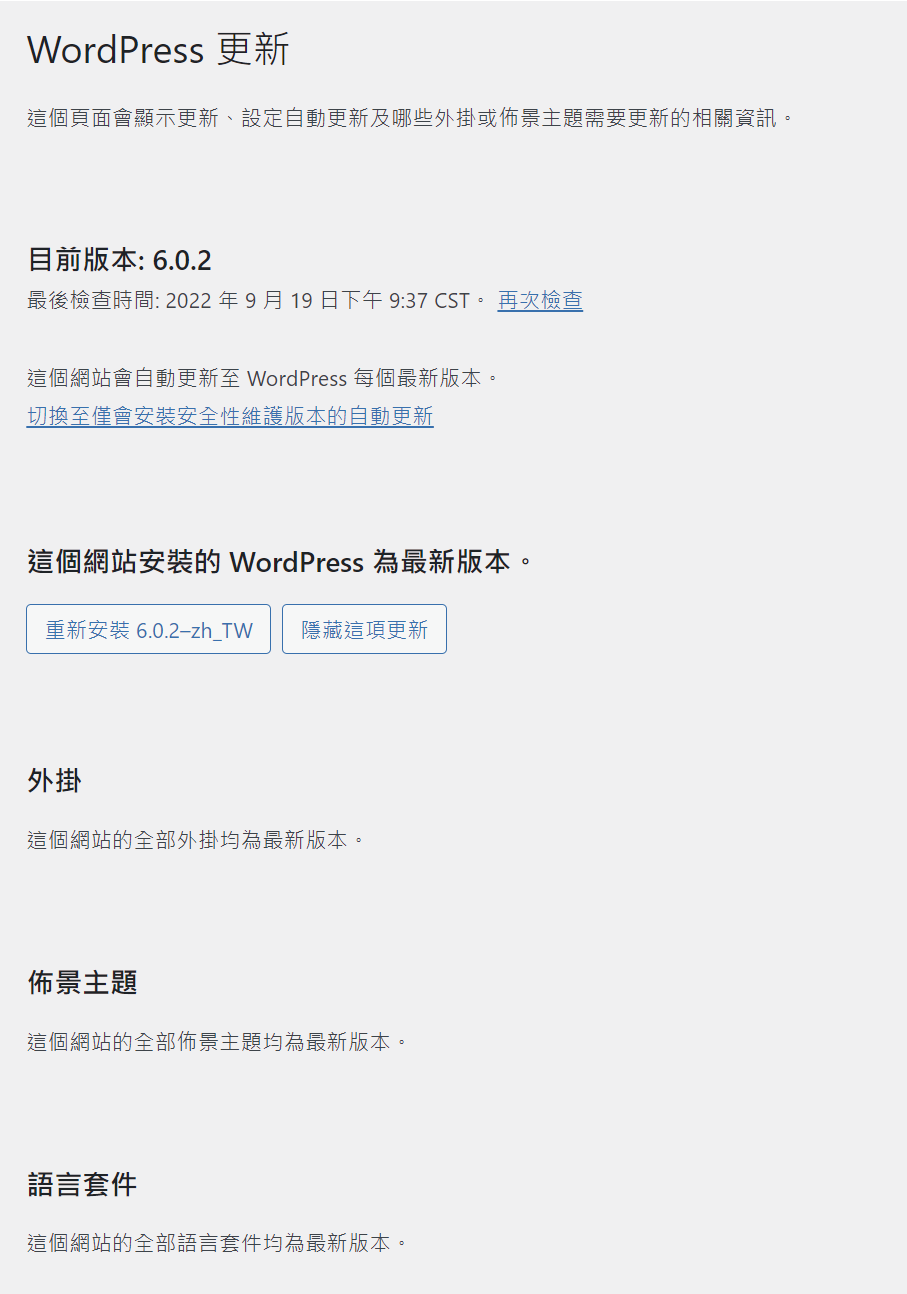 WordPress 更新
這個頁面會顯示更新、設定自動更新及哪些外掛或佈景主題需要更新的相關資訊。
目前版本: 6.0.2
最後檢查時間: 2022 年 9 月 19 日下午 9:37 CST。 再次檢查
這個網站會自動更新至 WordPress 每個最新版本。
切換至僅會安裝安全性維護版本的自動更新
這個網站安裝的 WordPress 為最新版本。
重新安裝 6.0.2–zh_TW 隱藏這項更新
外掛
這個網站的全部外掛均為最新版本。
佈景主題
這個網站的全部佈景主題均為最新版本。
語言套件
這個網站的全部語言套件均為最新版本。